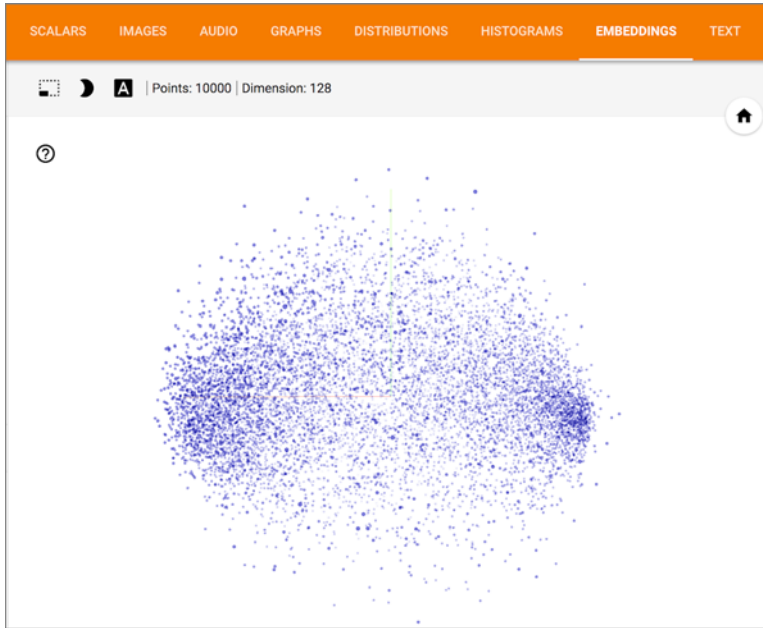 SCALARS IMAGES AUDIO GRAPHS DISTRIBUTIONS HISTOGRAMS EMBEDDINGS TEXT
A | Points: 10000 | Dimension: 128
?